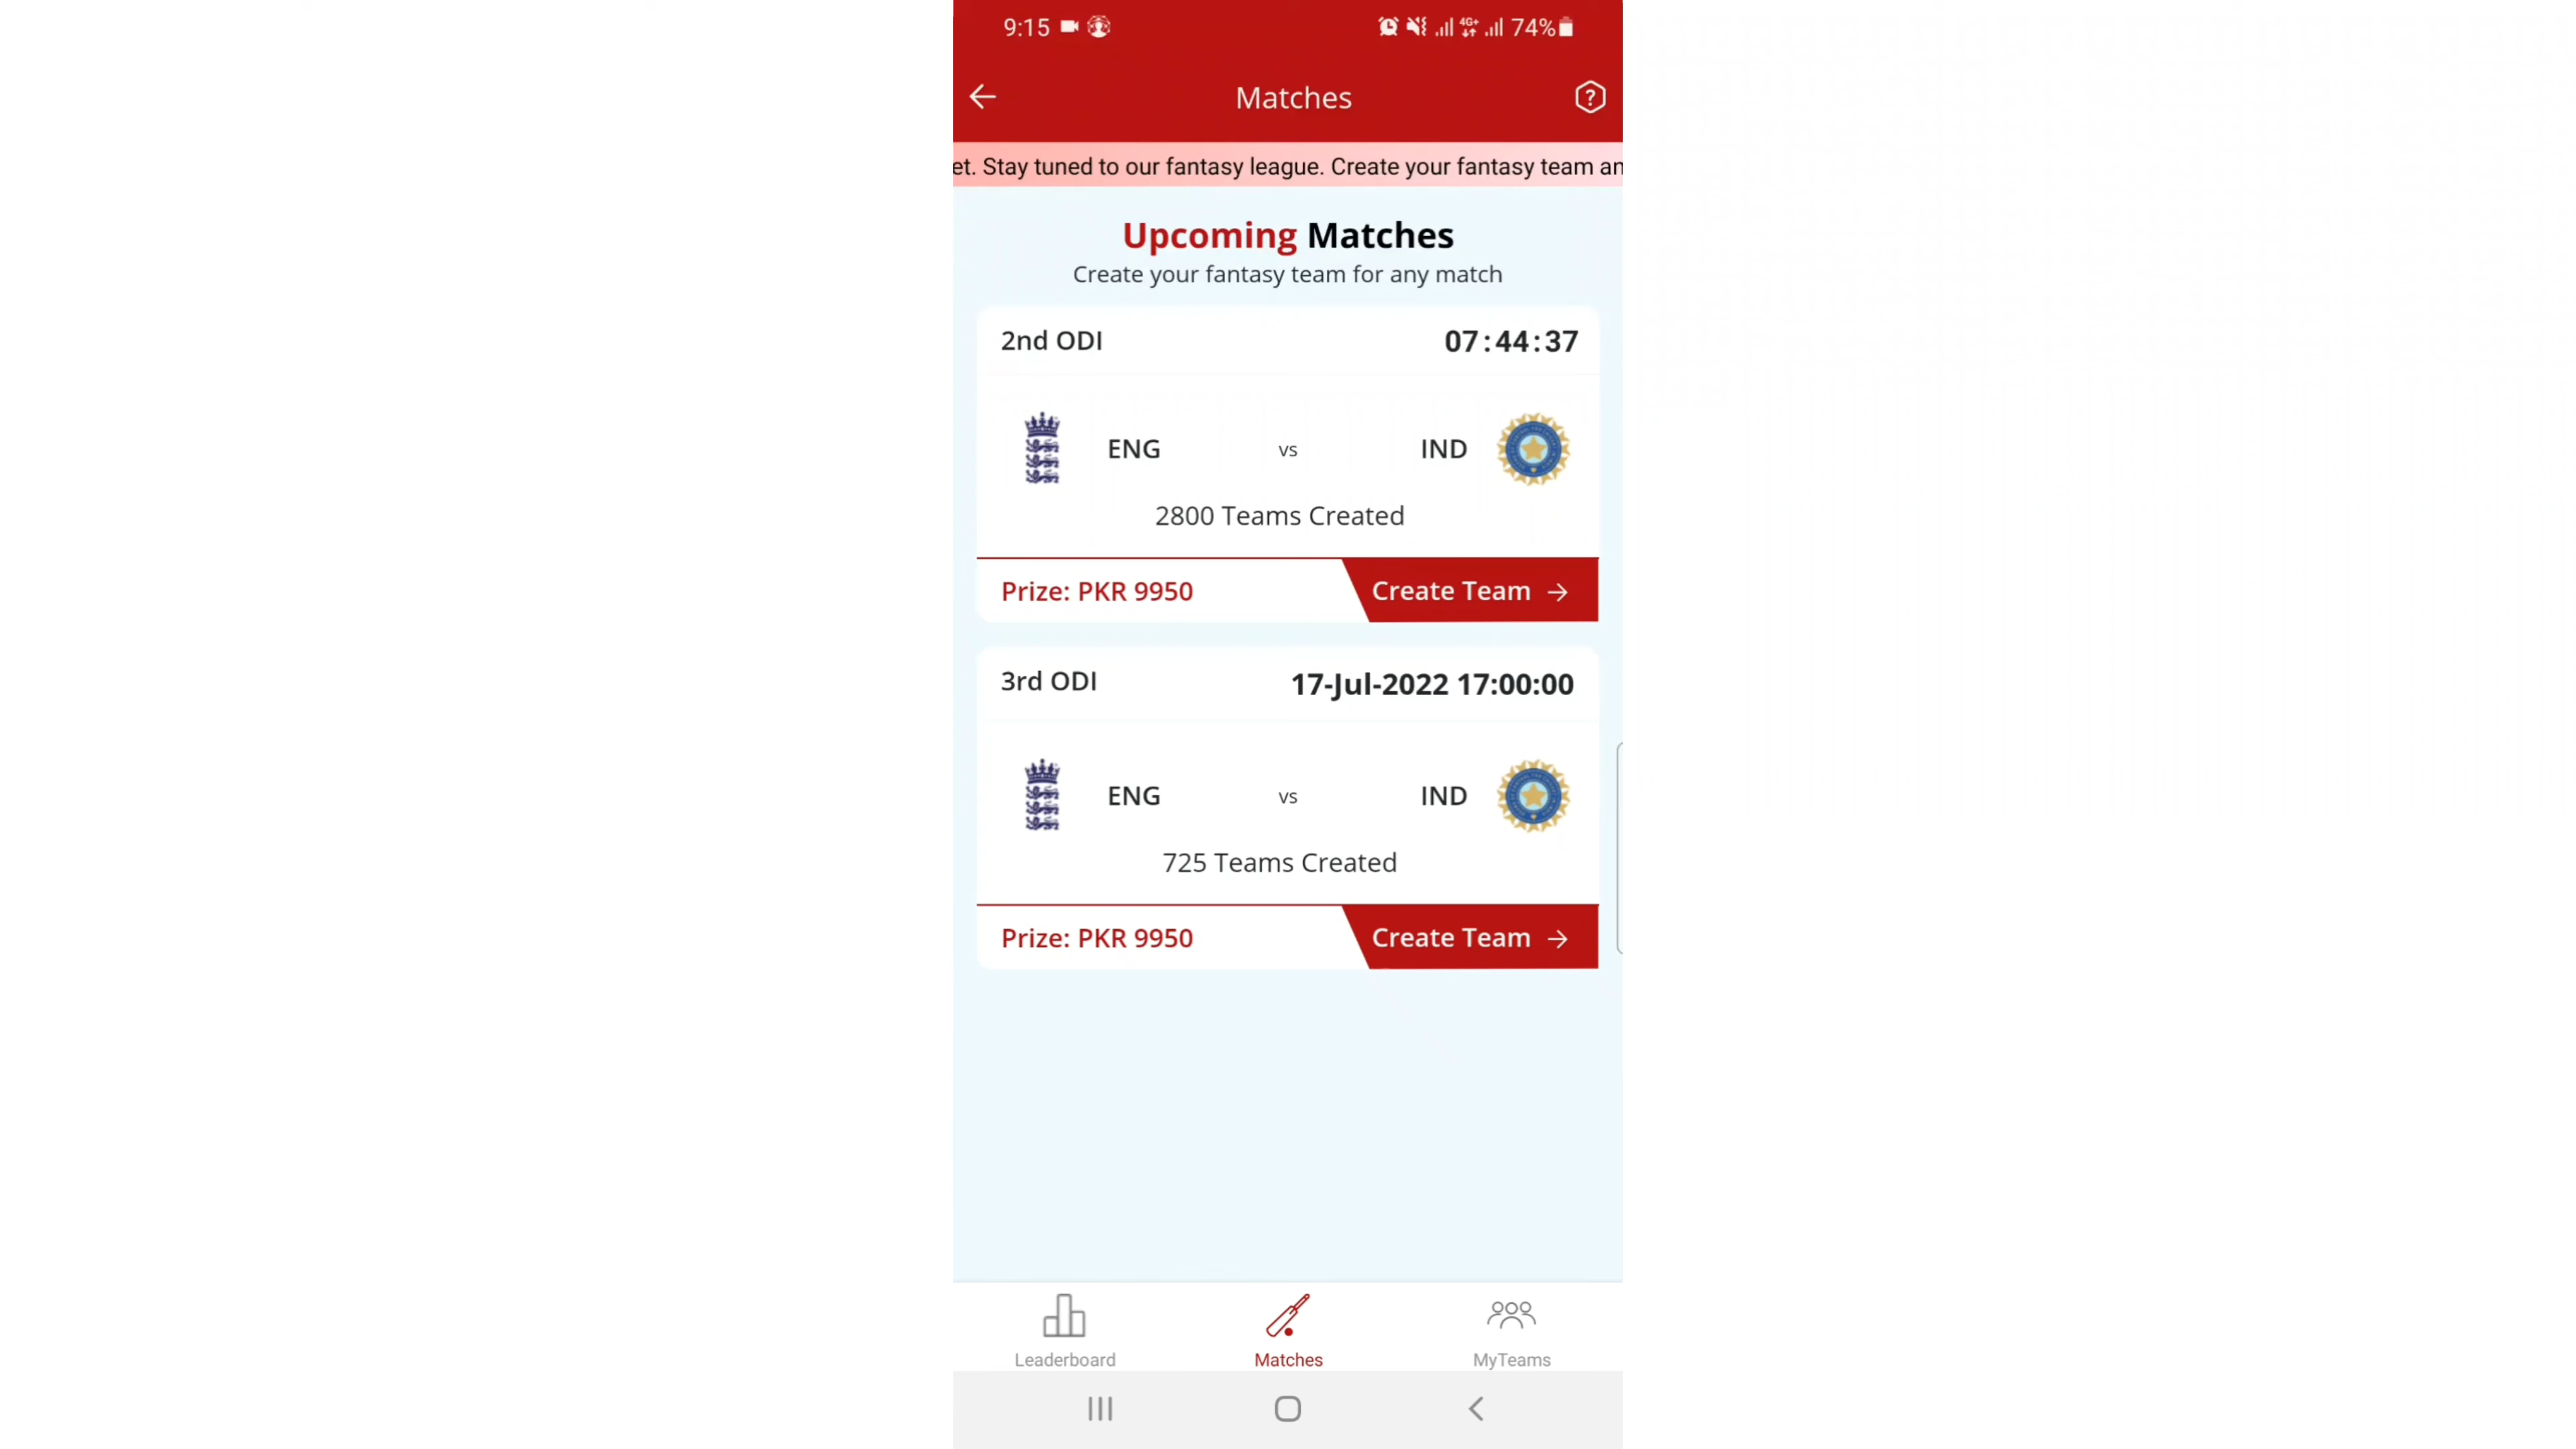 9:15 4G+ 74%
Matches
et. Stay tuned to our fantasy league. Create your fantasy team an
Upcoming Matches
Create your fantasy team for any match
2nd ODI 07:44:37
ENG vs IND
2800 Teams Created
Prize: PKR 9950 Create Team
3rd ODI 17-Jul-2022 17:00:00
ENG vs IND
725 Teams Created
Prize: PKR 9950 Create Team
Leaderboard Matches MyTeams